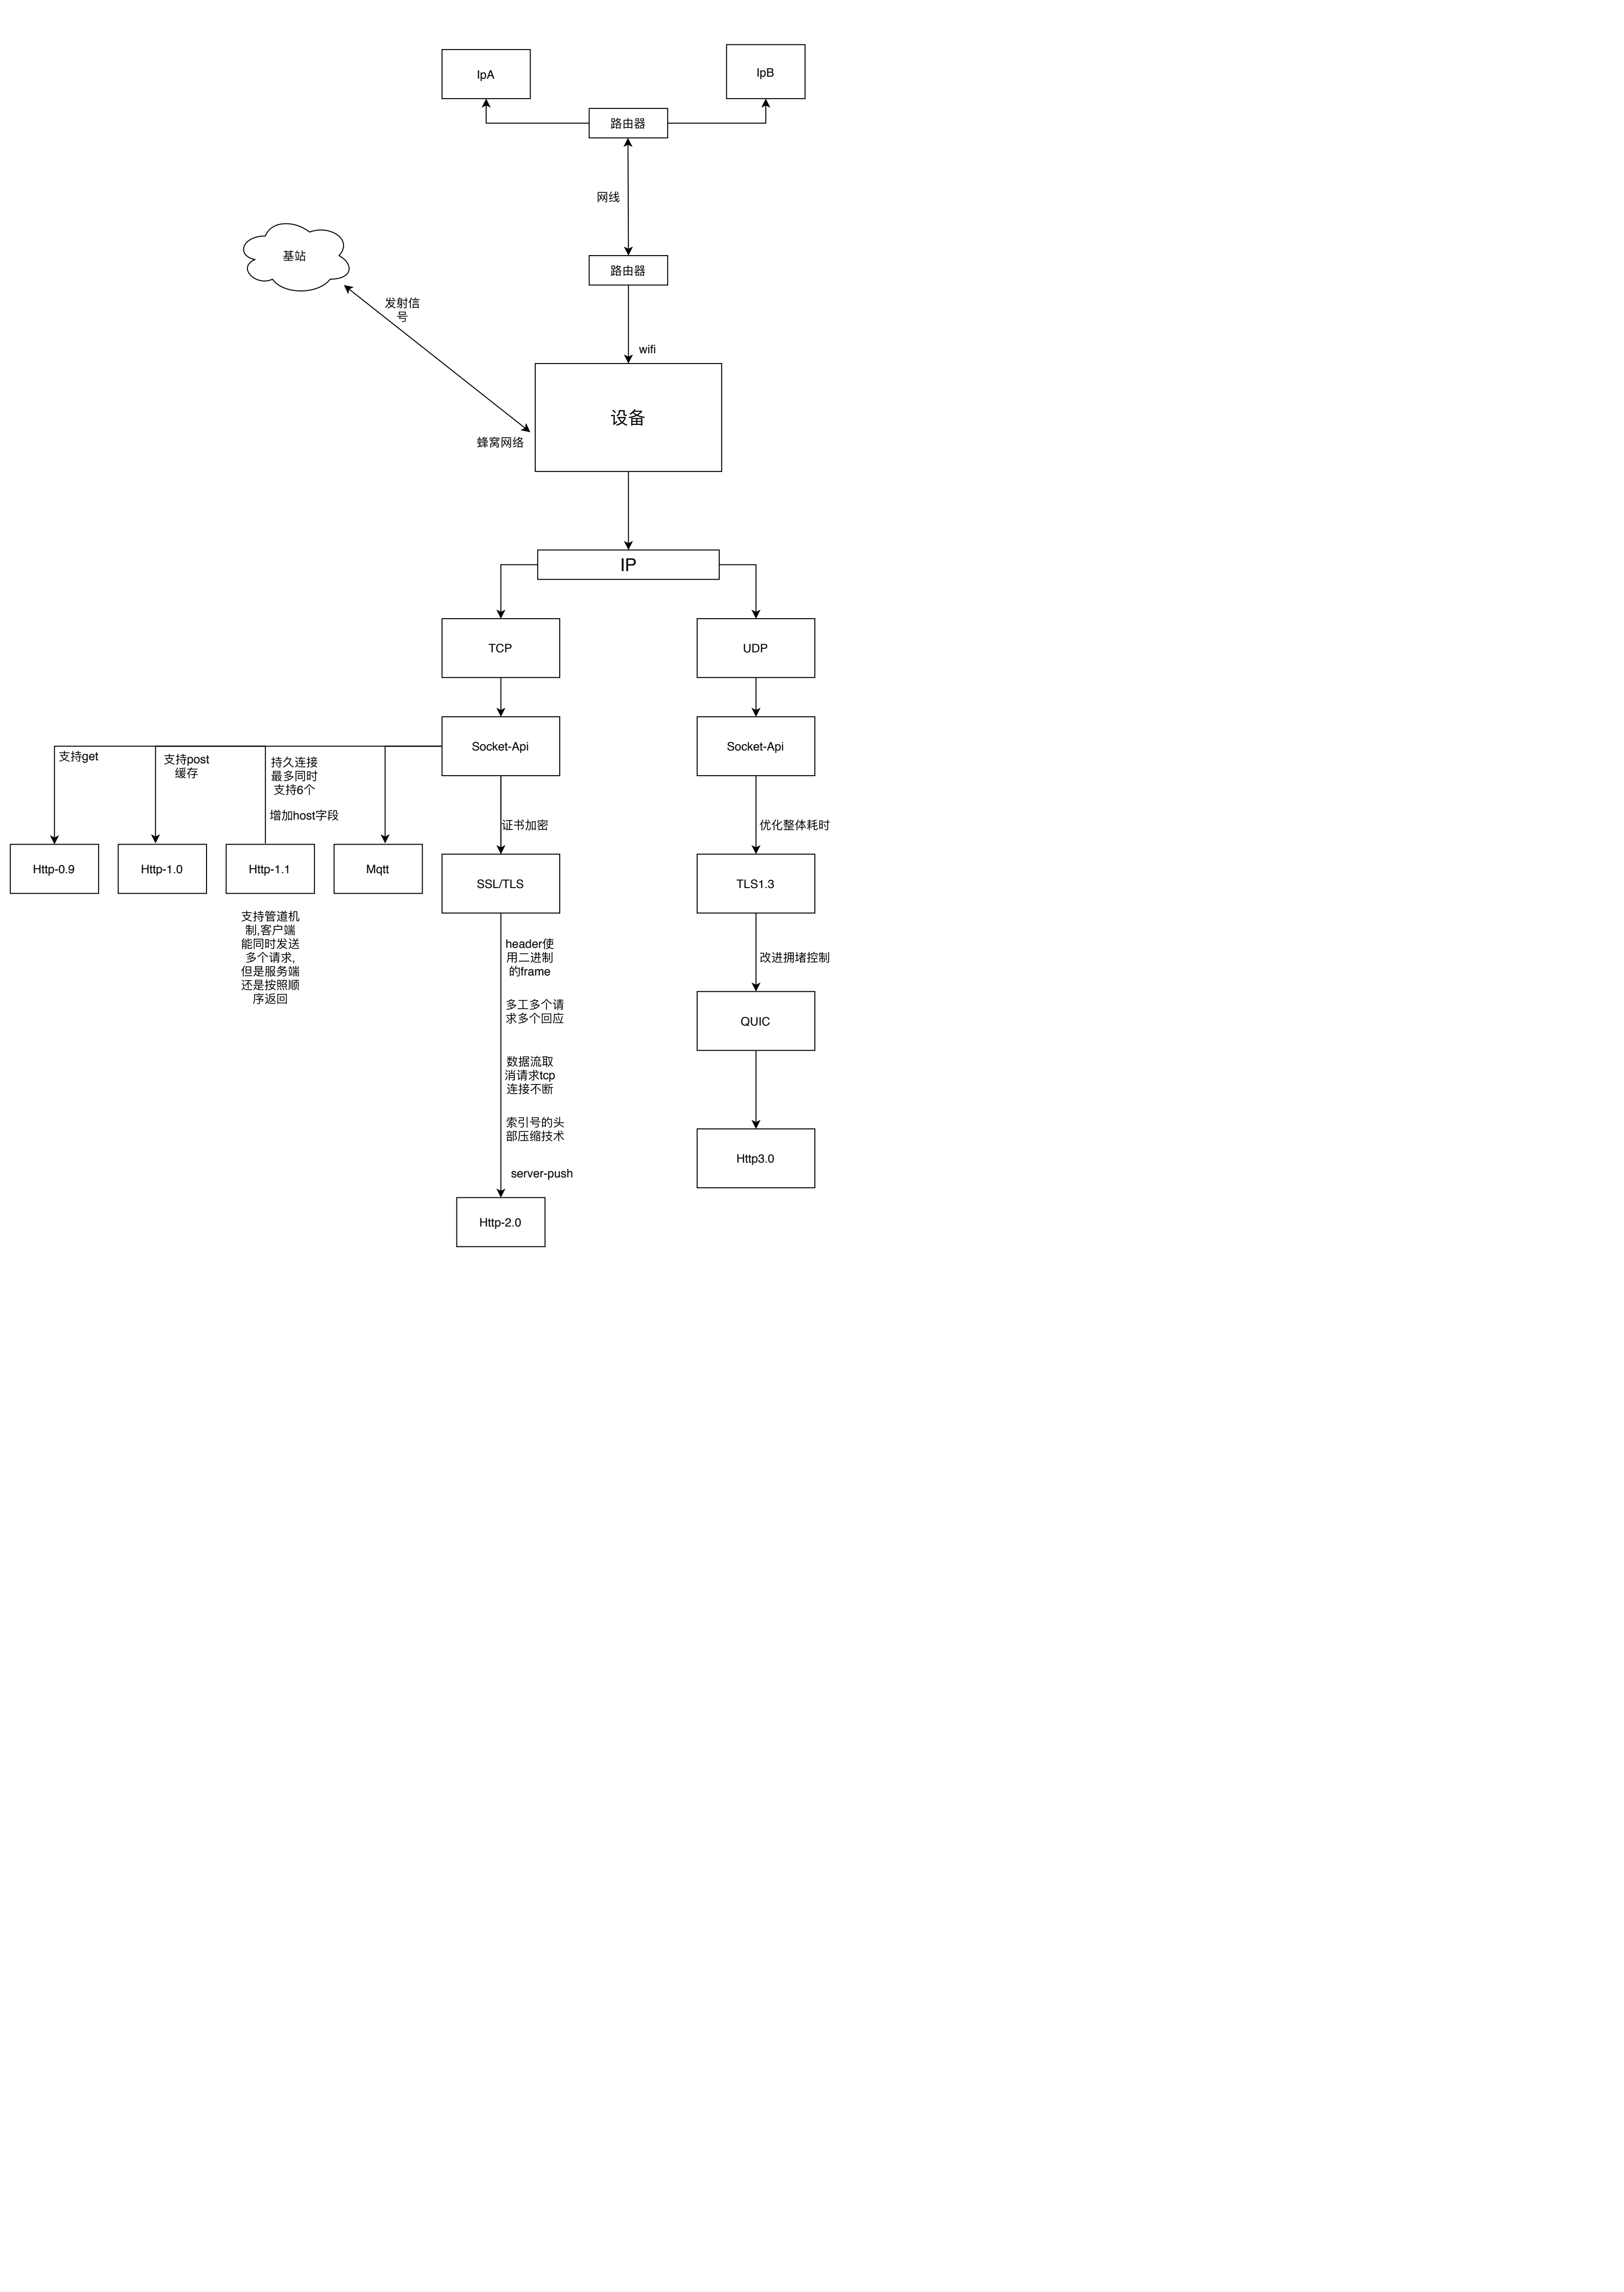 IpA
IpB
路由器
网线
路由器
基站
发射信
号
wifi
设备
蜂窝网络
IP
TCP
UDP
Socket-Api
Socket-Api
支持get
支持post
缓存
持久连接
最多同时
支持6个
增加host字段
证书加密
优化整体耗时
Http-0.9
Http-1.0
Http-1.1
Mqtt
SSL/TLS
TLS1.3
支持管道机
制,客户端
能同时发送
多个请求,
但是服务端
还是按照顺
序返回
header使
用二进制
的frame
改进拥堵控制
多工多个请
求多个回应
QUIC
数据流取
消请求tcp
连接不断
索引号的头
部压缩技术
Http3.0
server-push
Http-2.0